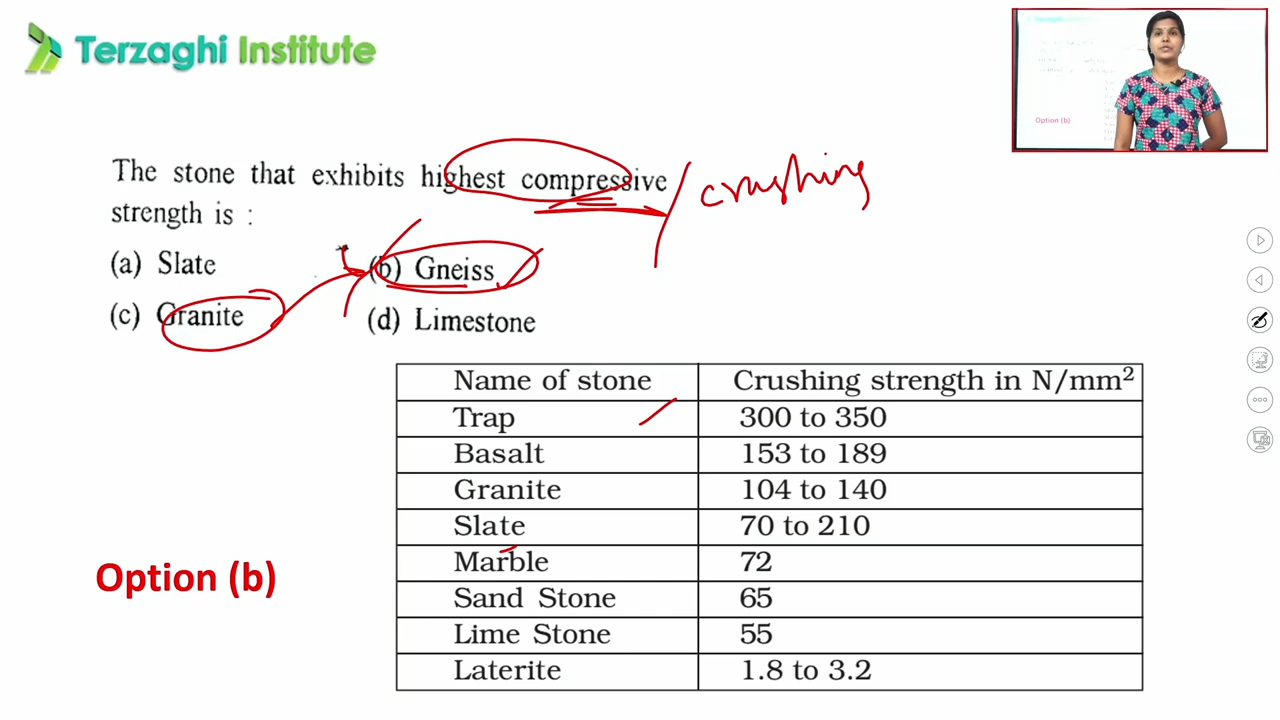 Terzaghi Institute
The stone that exhibits highest compressive
strength is :
crushing
(a) Slate
(b) Gneiss
(c) Granite
(d) Limestone
Name of stone Crushing strength in N/mm²
Trap 300 to 350
Basalt 153 to 189
Granite 104 to 140
Slate 70 to 210
Marble 72
Sand Stone 65
Lime Stone 55
Laterite 1.8 to 3.2
Option (b)
Option (b)